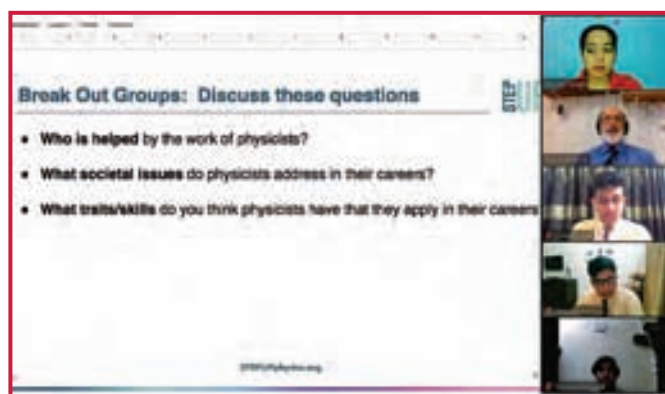 Break Out Groups: Discuss these questions
STEP
• Who is helped by the work of physicists?
• What societal issues do physicists address in their careers?
• What traits/skills do you think physicists have that they apply in their careers